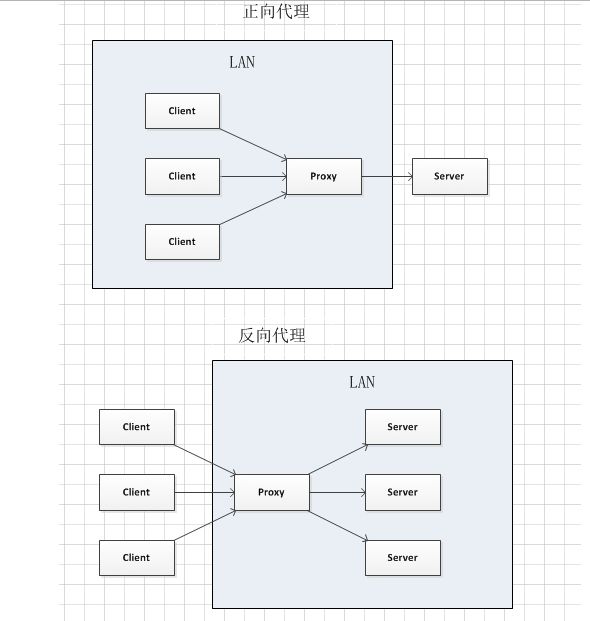 正向代理
LAN
Client
Client
Proxy
Server
Client
反向代理
LAN
Client
Server
Client
Proxy
Server
Client
Server